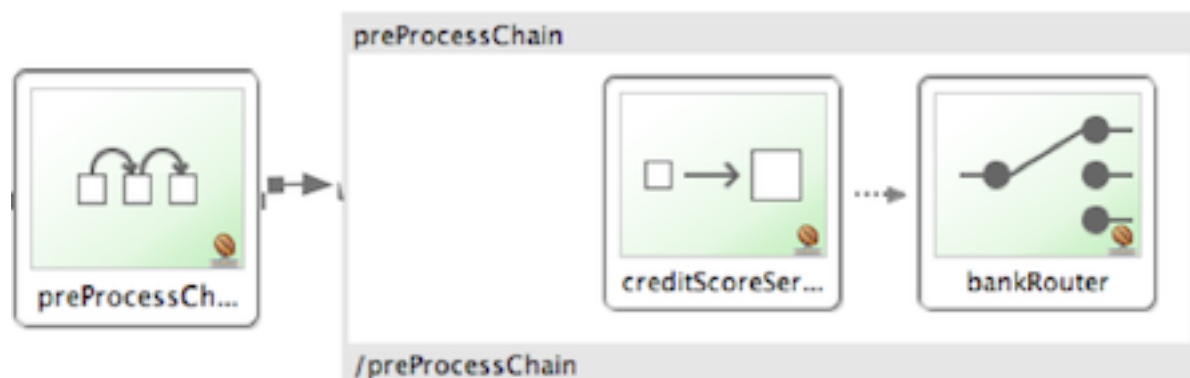 preProcessChain
preProcessCh...
creditScoreSer...
bankRouter
/preProcessChain